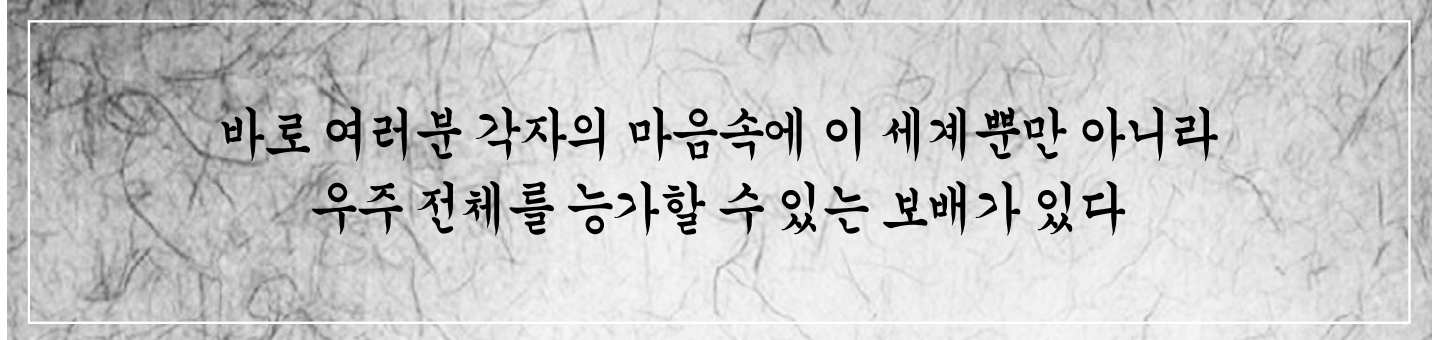 바로 여러분 각자의 마음속에 이 세계뿐만 아니라
우주 전체를 능가할 수 있는 보배가 있다